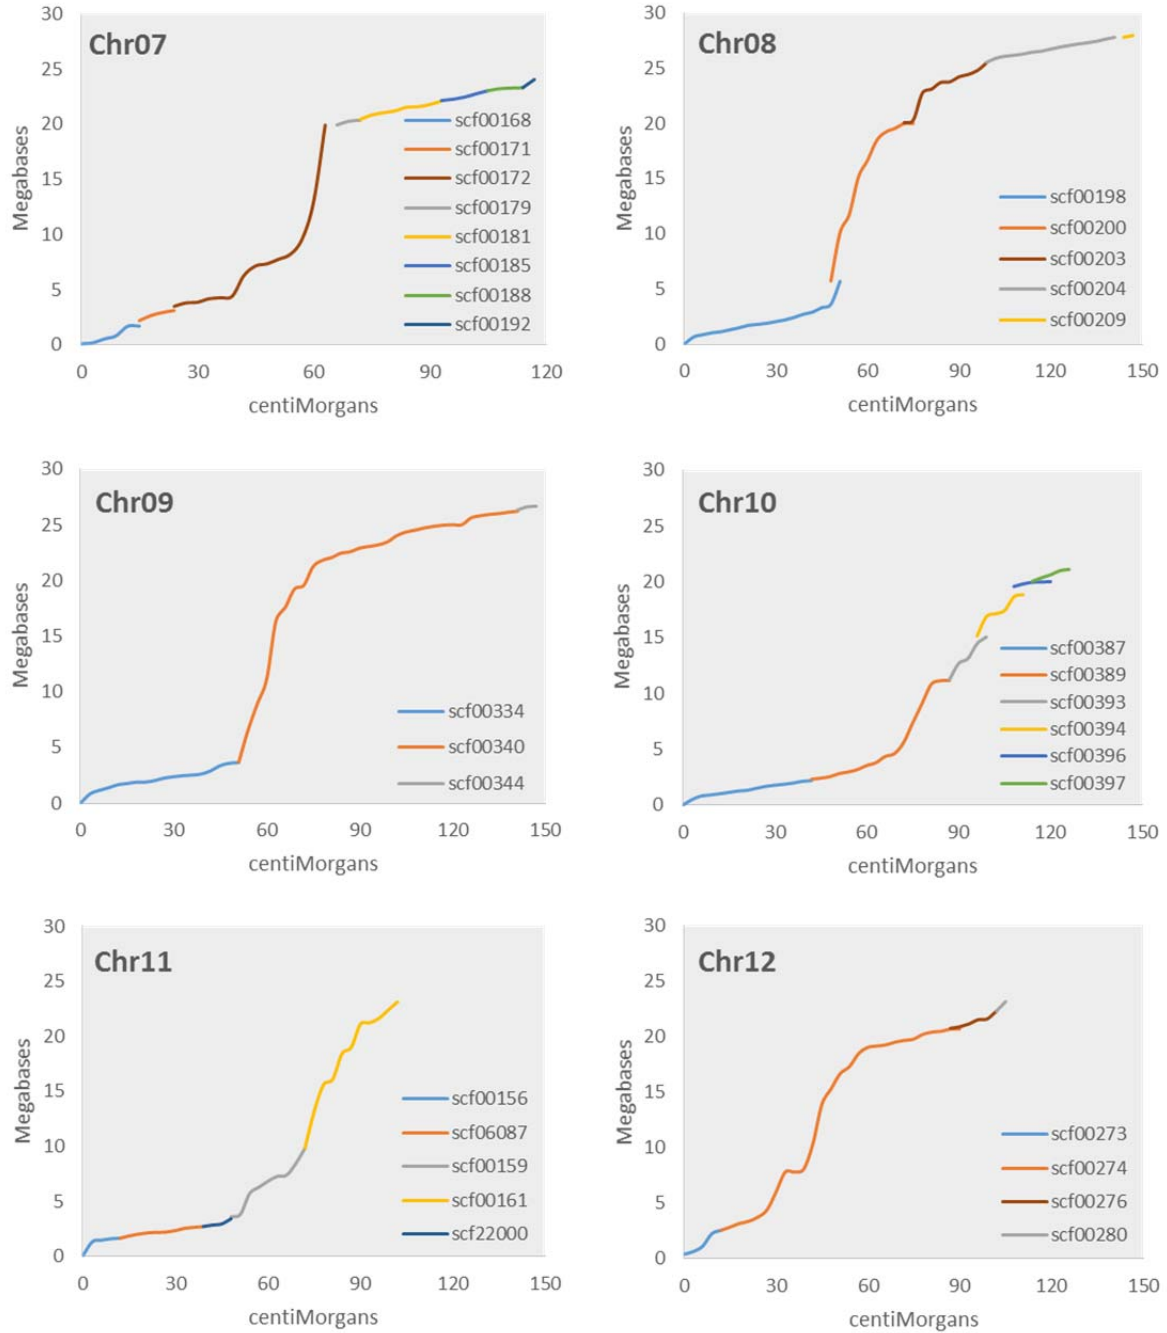 Chr07
Megabases
30
25
20
15
10
5
0
0 30 60 90 120
centiMorgans
scf00168
scf00171
scf00172
scf00179
scf00181
scf00185
scf00188
scf00192
Chr08
Megabases
30
25
20
15
10
5
0
0 30 60 90 120 150
centiMorgans
scf00198
scf00200
scf00203
scf00204
scf00209
Chr09
Megabases
30
25
20
15
10
5
0
0 30 60 90 120 150
centiMorgans
scf00334
scf00340
scf00344
Chr10
Megabases
30
25
20
15
10
5
0
0 30 60 90 120 150
centiMorgans
scf00387
scf00389
scf00393
scf00394
scf00396
scf00397
Chr11
Megabases
30
25
20
15
10
5
0
0 30 60 90 120 150
centiMorgans
scf00156
scf06087
scf00159
scf00161
scf22000
Chr12
Megabases
30
25
20
15
10
5
0
0 30 60 90 120 150
centiMorgans
scf00273
scf00274
scf00276
scf00280